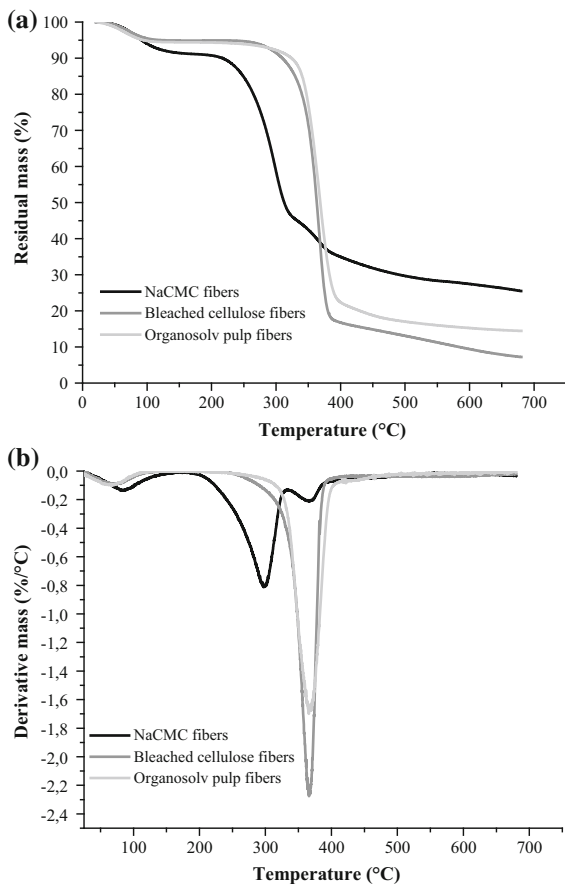 (a)
100
90
80
70
60
50
40
30
20
10
0
Residual mass (%)
NaCMC fibers
Bleached cellulose fibers
Organosolv pulp fibers
0 100 200 300 400 500 600 700
Temperature (°C)
(b)
0,0
-0,2
-0,4
-0,6
-0,8
-1,0
-1,2
-1,4
-1,6
-1,8
-2,0
-2,2
-2,4
Derivative mass (%/°C)
NaCMC fibers
Bleached cellulose fibers
Organosolv pulp fibers
100 200 300 400 500 600 700
Temperature (°C)